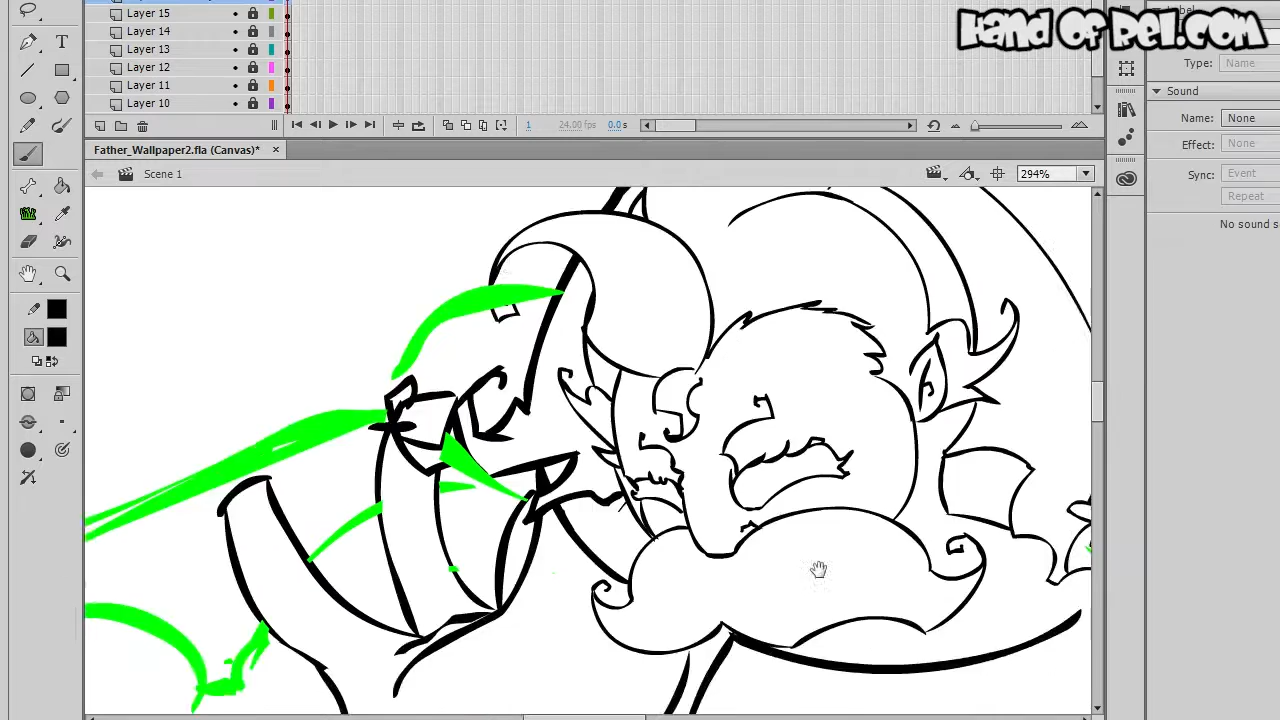 Layer 15
Layer 14
Layer 13
Layer 12
Layer 11
Layer 10
HAND OF REI.COM
Type: Name
Sound
Name: None
Effect: None
Sync: Event
Repeat
No sound s
1 24.00 fps 0.0 s
Father_Wallpaper2.fla (Canvas)*
Scene 1
294%